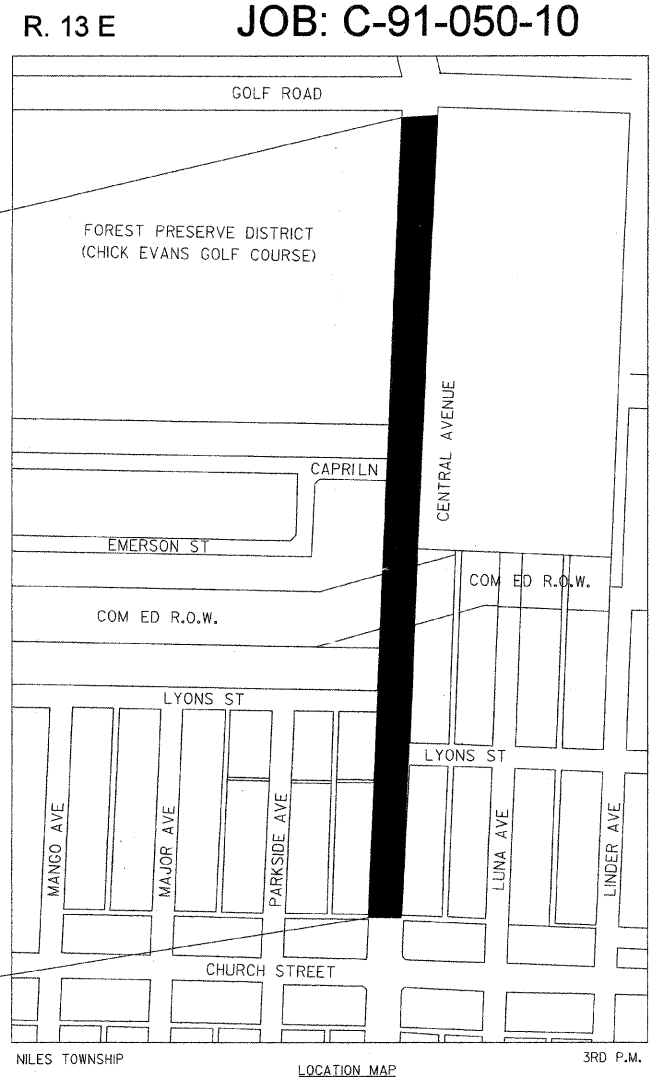 R. 13 E
JOB: C-91-050-10
GOLF ROAD
FOREST PRESERVE DISTRICT
(CHICK EVANS GOLF COURSE)
CENTRAL AVENUE
CAPRI LN
EMERSON ST
COM ED R.O.W.
COM ED R.O.W.
LYONS ST
LYONS ST
MANGO AVE
MAJOR AVE
PARKSIDE AVE
LUNA AVE
LINDER AVE
CHURCH STREET
NILES TOWNSHIP
LOCATION MAP
3RD P.M.